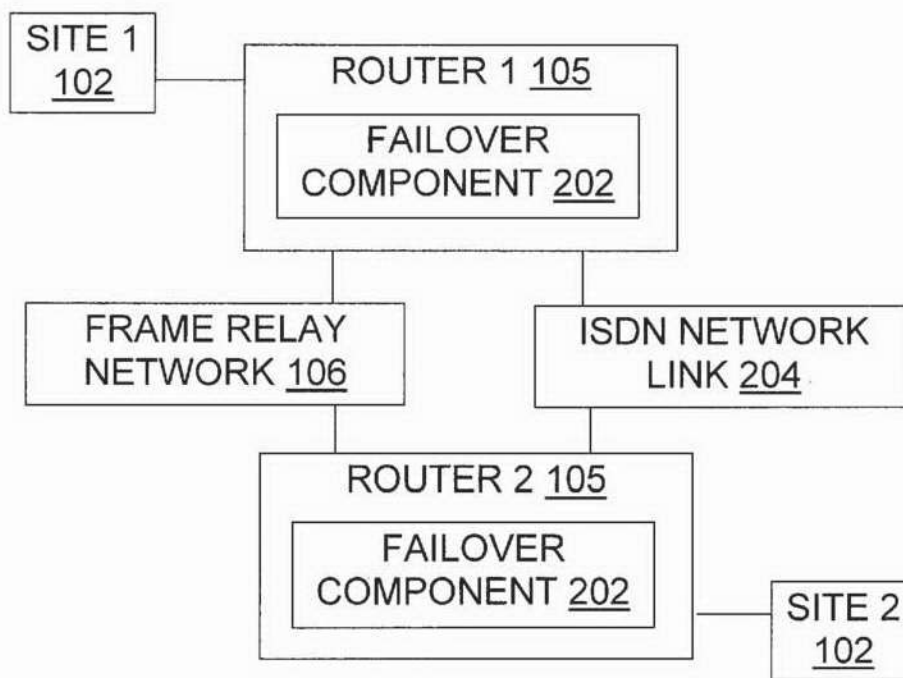 SITE 1
102
ROUTER 1 105
FAILOVER
COMPONENT 202
FRAME RELAY
NETWORK 106
ISDN NETWORK
LINK 204
ROUTER 2 105
FAILOVER
COMPONENT 202
SITE 2
102